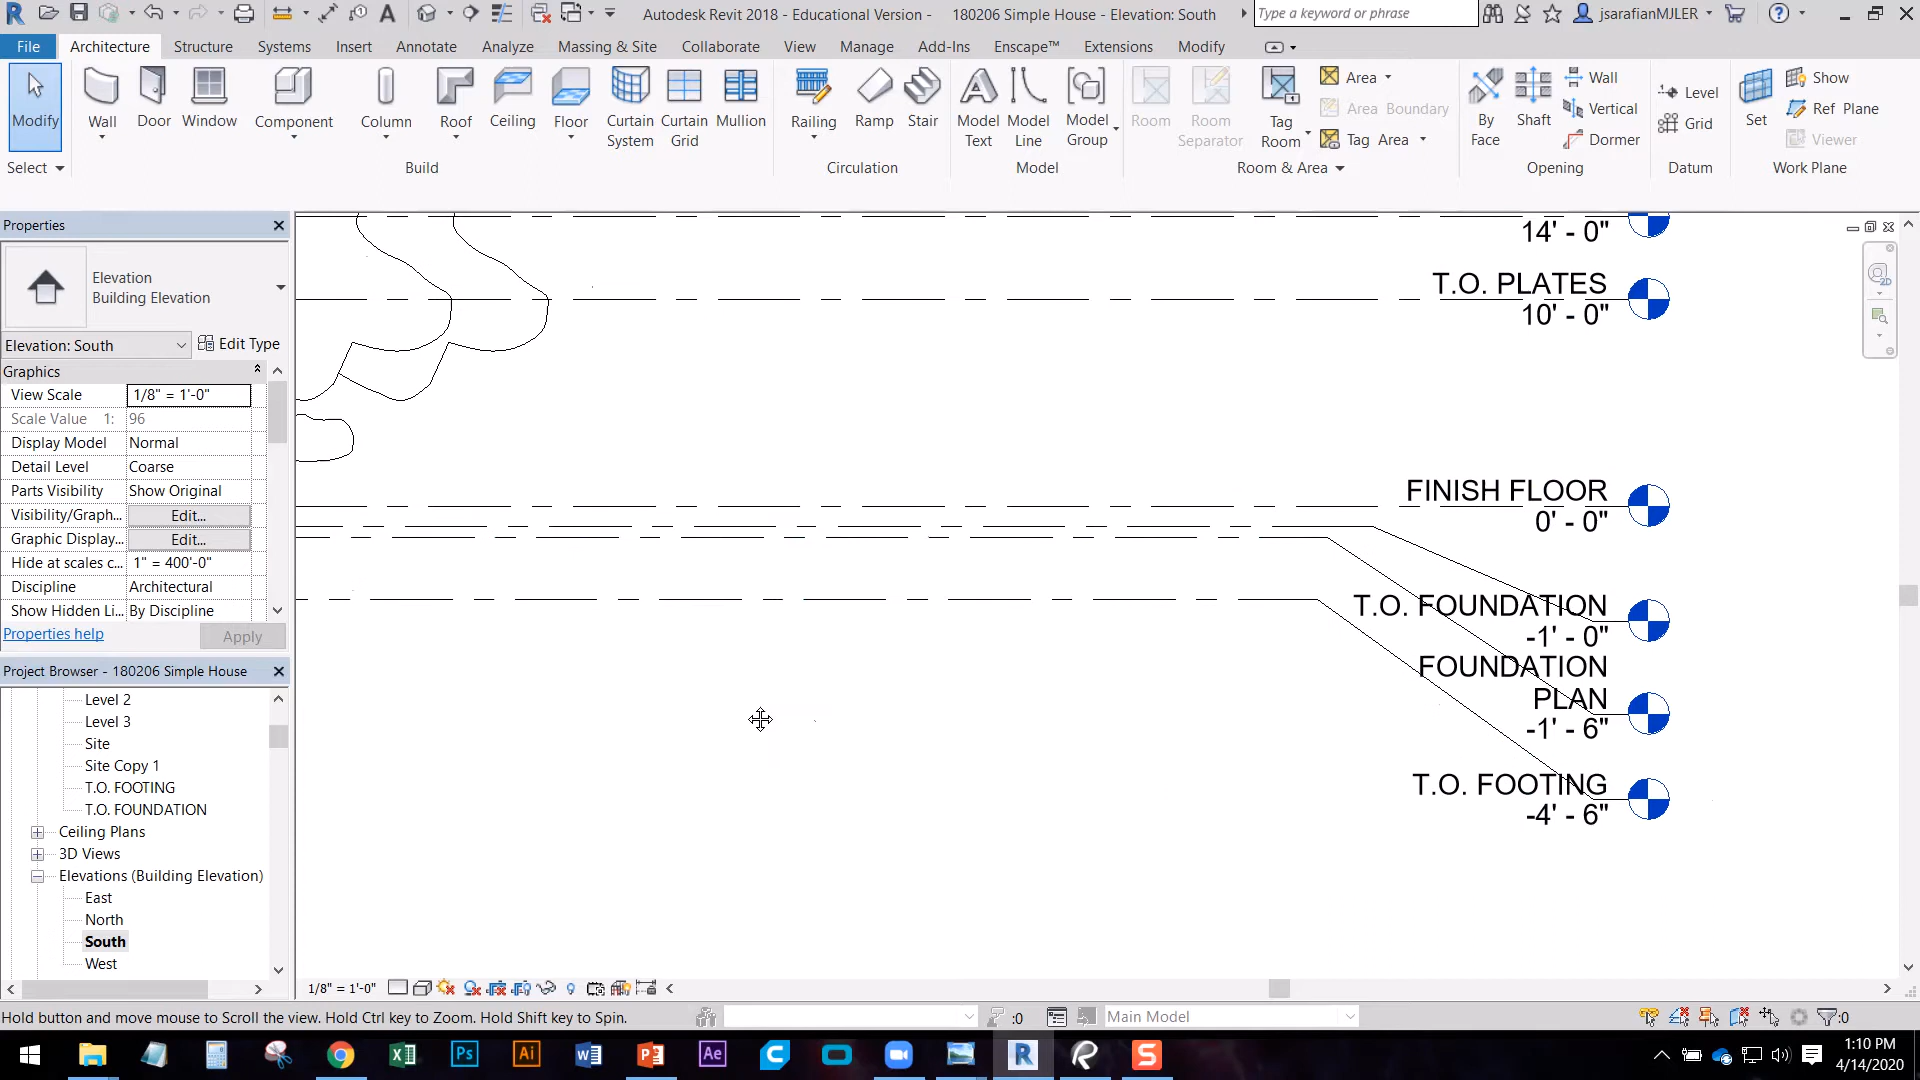 Autodesk Revit 2018 - Educational Version - 180206 Simple House - Elevation: South
Type a keyword or phrase
jsarafianMJLER
File Architecture Structure Systems Insert Annotate Analyze Massing & Site Collaborate View Manage Add-Ins Enscape™ Extensions Modify
Modify
Wall
Door
Window
Component
Column
Roof
Ceiling
Floor
Curtain System
Curtain Grid
Mullion
Railing
Ramp
Stair
Model Text
Model Line
Model Group
Room
Room Separator
Tag Room
Area
Area Boundary
Tag Area
By Face
Shaft
Wall
Vertical
Dormer
Level
Grid
Set
Show
Ref Plane
Viewer
Select
Build
Circulation
Model
Room & Area
Opening
Datum
Work Plane
Properties
Elevation
Building Elevation
Elevation: South
Edit Type
Graphics
View Scale 1/8" = 1'-0"
Scale Value 1: 96
Display Model Normal
Detail Level Coarse
Parts Visibility Show Original
Visibility/Graph... Edit...
Graphic Display... Edit...
Hide at scales c... 1" = 400'-0"
Discipline Architectural
Show Hidden Li... By Discipline
Properties help
Apply
Project Browser - 180206 Simple House
Level 2
Level 3
Site
Site Copy 1
T.O. FOOTING
T.O. FOUNDATION
Ceiling Plans
3D Views
Elevations (Building Elevation)
East
North
South
West
14' - 0"
T.O. PLATES
10' - 0"
FINISH FLOOR
0' - 0"
T.O. FOUNDATION
-1' - 0"
FOUNDATION
PLAN
-1' - 6"
T.O. FOOTING
-4' - 6"
2D
1/8" = 1'-0"
Hold button and move mouse to Scroll the view. Hold Ctrl key to Zoom. Hold Shift key to Spin.
:0
Main Model
:0
1:10 PM
4/14/2020